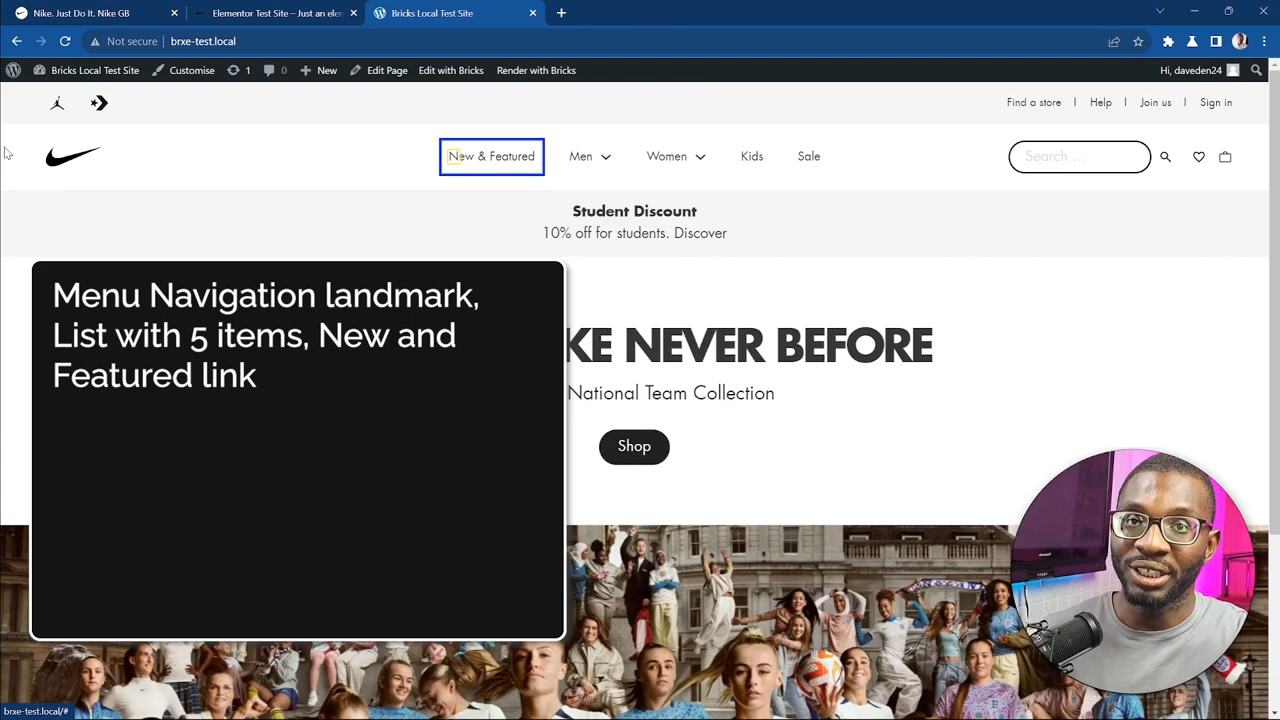 Nike. Just Do It. Nike GB
Elementor Test Site – Just an elen
Bricks Local Test Site
Not secure
brxe-test.local
Bricks Local Test Site
Customise
1
0
New
Edit Page
Edit with Bricks
Render with Bricks
Hi, daveden24
Find a store | Help | Join us | Sign in
New & Featured
Men
Women
Kids
Sale
Search ...
Student Discount
10% off for students. Discover
Menu Navigation landmark,
List with 5 items, New and
Featured link
KE NEVER BEFORE
National Team Collection
Shop
brxe-test.local/#